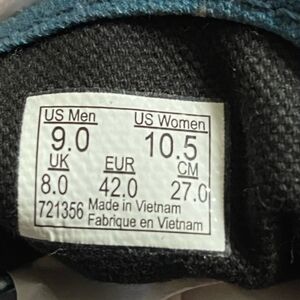 US Men US Women
9.0 10.5
UK EUR CM
8.0 42.0 27.0
721356 Made in Vietnam
Fabrique en Vietnam